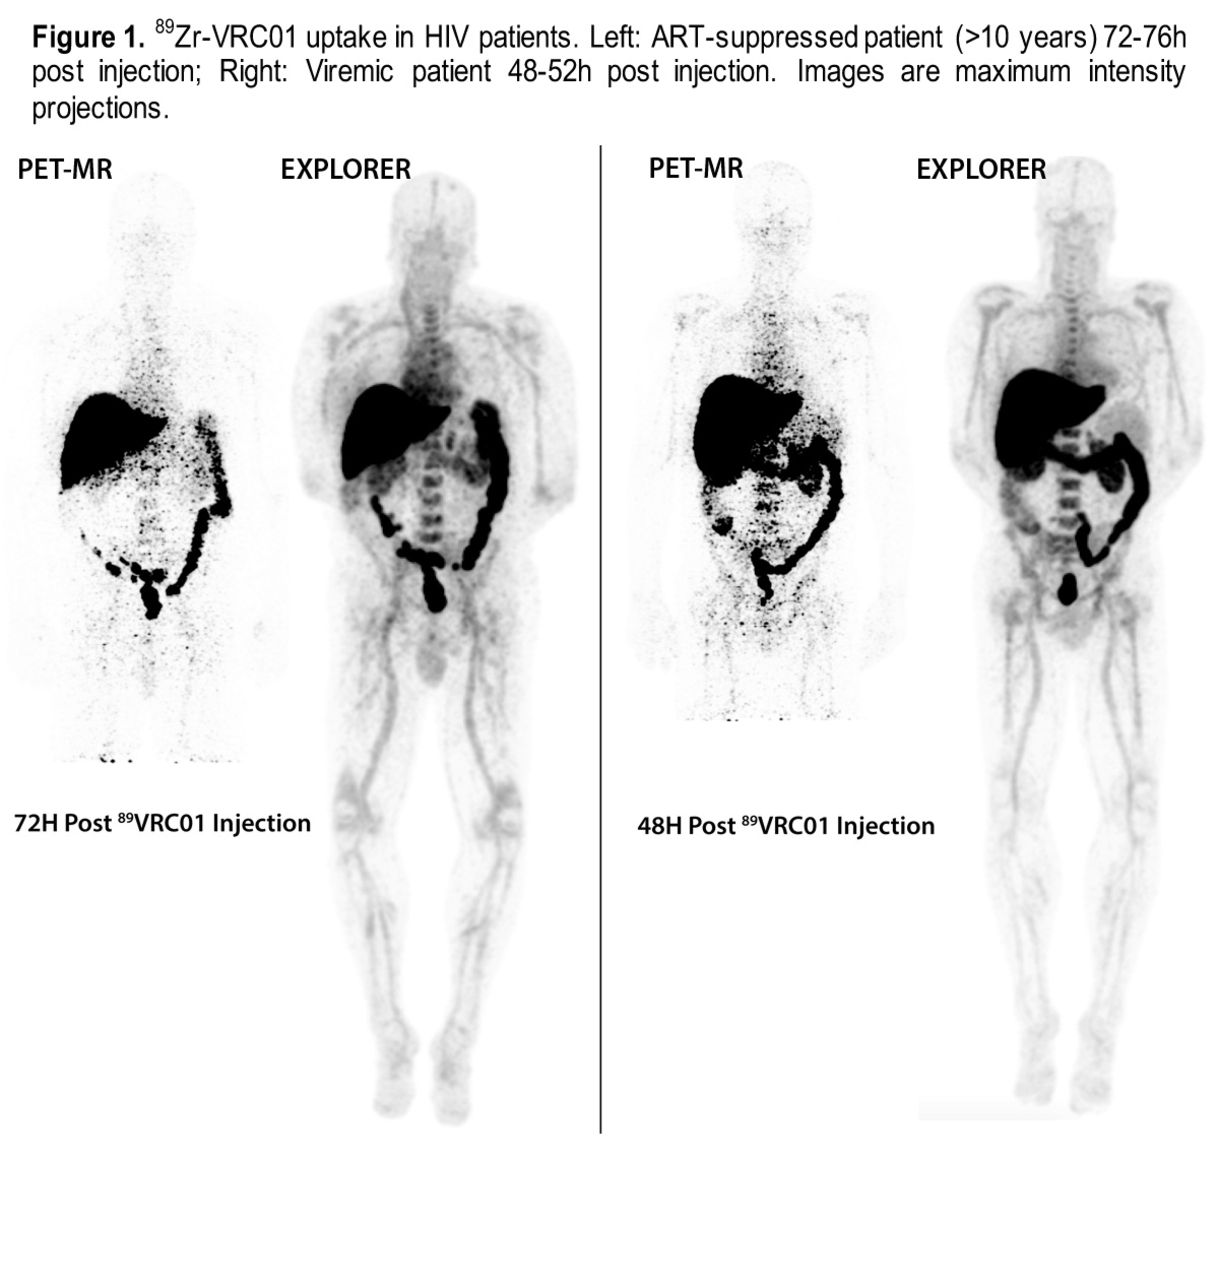 Figure 1. ⁸⁹Zr-VRC01 uptake in HIV patients. Left: ART-suppressed patient (>10 years) 72-76h
post injection; Right: Viremic patient 48-52h post injection. Images are maximum intensity
projections.
PET-MR
EXPLORER
PET-MR
EXPLORER
72H Post ⁸⁹VRC01 Injection
48H Post ⁸⁹VRC01 Injection